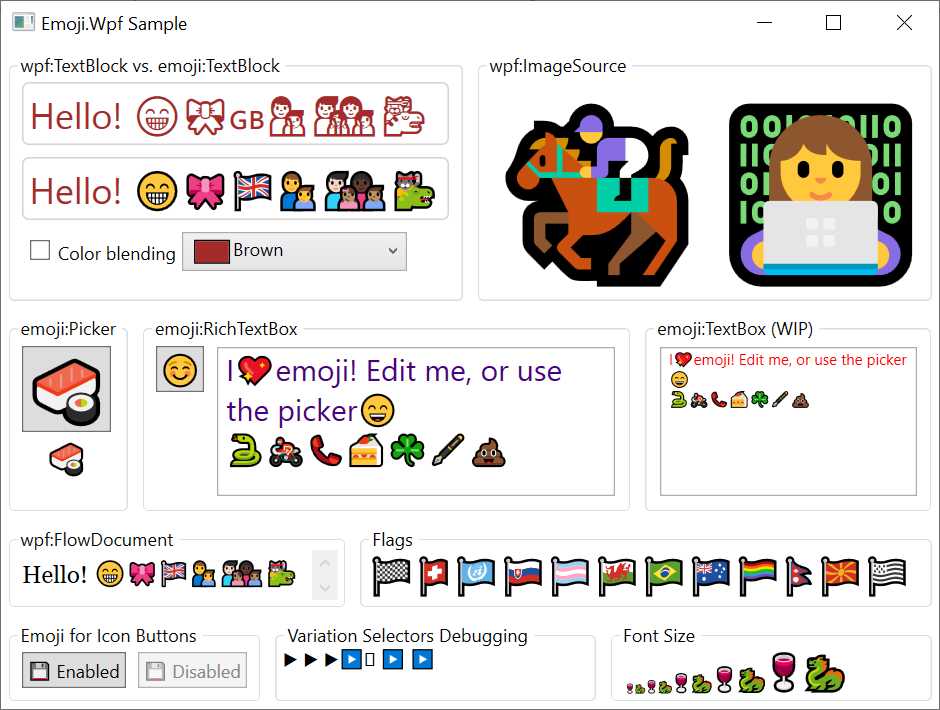 Emoji.Wpf Sample
wpf:TextBlock vs. emoji:TextBlock
Hello! 😁🎀🇬🇧👩‍👦👨‍👩‍👧‍👦🐱‍🐉
Hello! 😁🎀🇬🇧👩‍👦👨🏻‍👩🏿‍👧🏽‍👦🏽🐱‍🐉
Color blending
Brown
wpf:ImageSource
emoji:Picker
🍣
🍣
emoji:RichTextBox
😊
I💖emoji! Edit me, or use
the picker😄
🐍🏍📞🍰☘🖋💩
emoji:TextBox (WIP)
I💖emoji! Edit me, or use the picker
😄
🐍🏍📞🍰☘🖋💩
wpf:FlowDocument
Hello! 😁🎀🇬🇧👩‍👦👨🏻‍👩🏿‍👧🏽‍👦🏽🐱‍🐉
Flags
🏁🇨🇭🇺🇳🇸🇰🏳️‍⚧️🏴󠁧󠁢󠁷󠁬󠁳󠁿🇧🇷🇦🇺🏳️‍🌈🇳🇵🇲🇰
Emoji for Icon Buttons
💾 Enabled
💾 Disabled
Variation Selectors Debugging
▶ ▶ ▶▶️▯ ▶️ ▶️
Font Size
🍷🐉🍷🐉🍷🐉🍷🐉🍷🐉